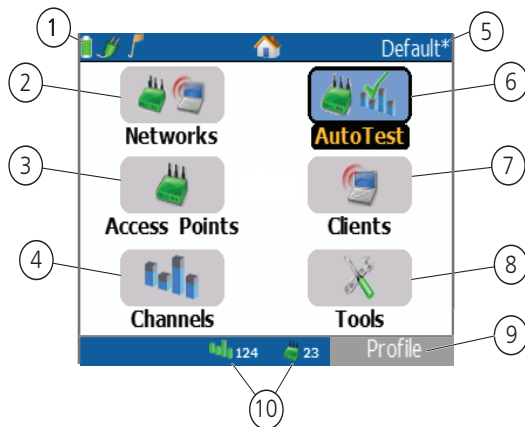 1
Default*
5
2
Networks
AutoTest
6
3
Access Points
Clients
7
4
Channels
Tools
8
124
23
Profile
9
10